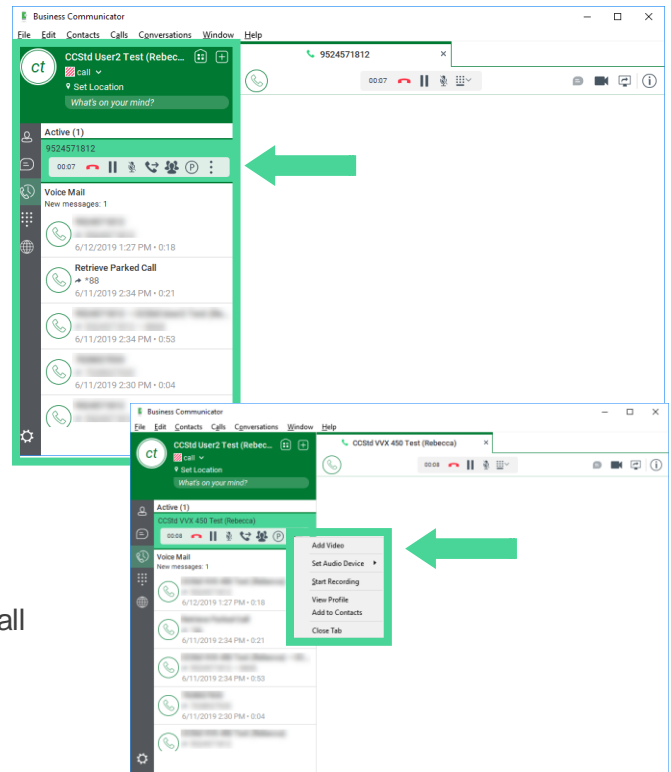 Business Communicator
File Edit Contacts Calls Conversations Window Help
ct
CCStd User2 Test (Rebec...
call
Set Location
What's on your mind?
9524571812 ×
00:07
Active (1)
9524571812
00:07 P
Voice Mail
New messages: 1
6/12/2019 1:27 PM • 0:18
Retrieve Parked Call
*88
6/11/2019 2:34 PM • 0:21
6/11/2019 2:34 PM • 0:53
6/11/2019 2:30 PM • 0:04
Business Communicator
File Edit Contacts Calls Conversations Window Help
ct
CCStd User2 Test (Rebec...
call
Set Location
What's on your mind?
CCStd VVX 450 Test (Rebecca) ×
00:08
Active (1)
CCStd VVX 450 Test (Rebecca)
00:08 P
Voice Mail
New messages: 1
6/12/2019 1:27 PM • 0:18
6/11/2019 2:34 PM • 0:21
6/11/2019 2:34 PM • 0:53
6/11/2019 2:30 PM • 0:04
Add Video
Set Audio Device
Start Recording
View Profile
Add to Contacts
Close Tab
all